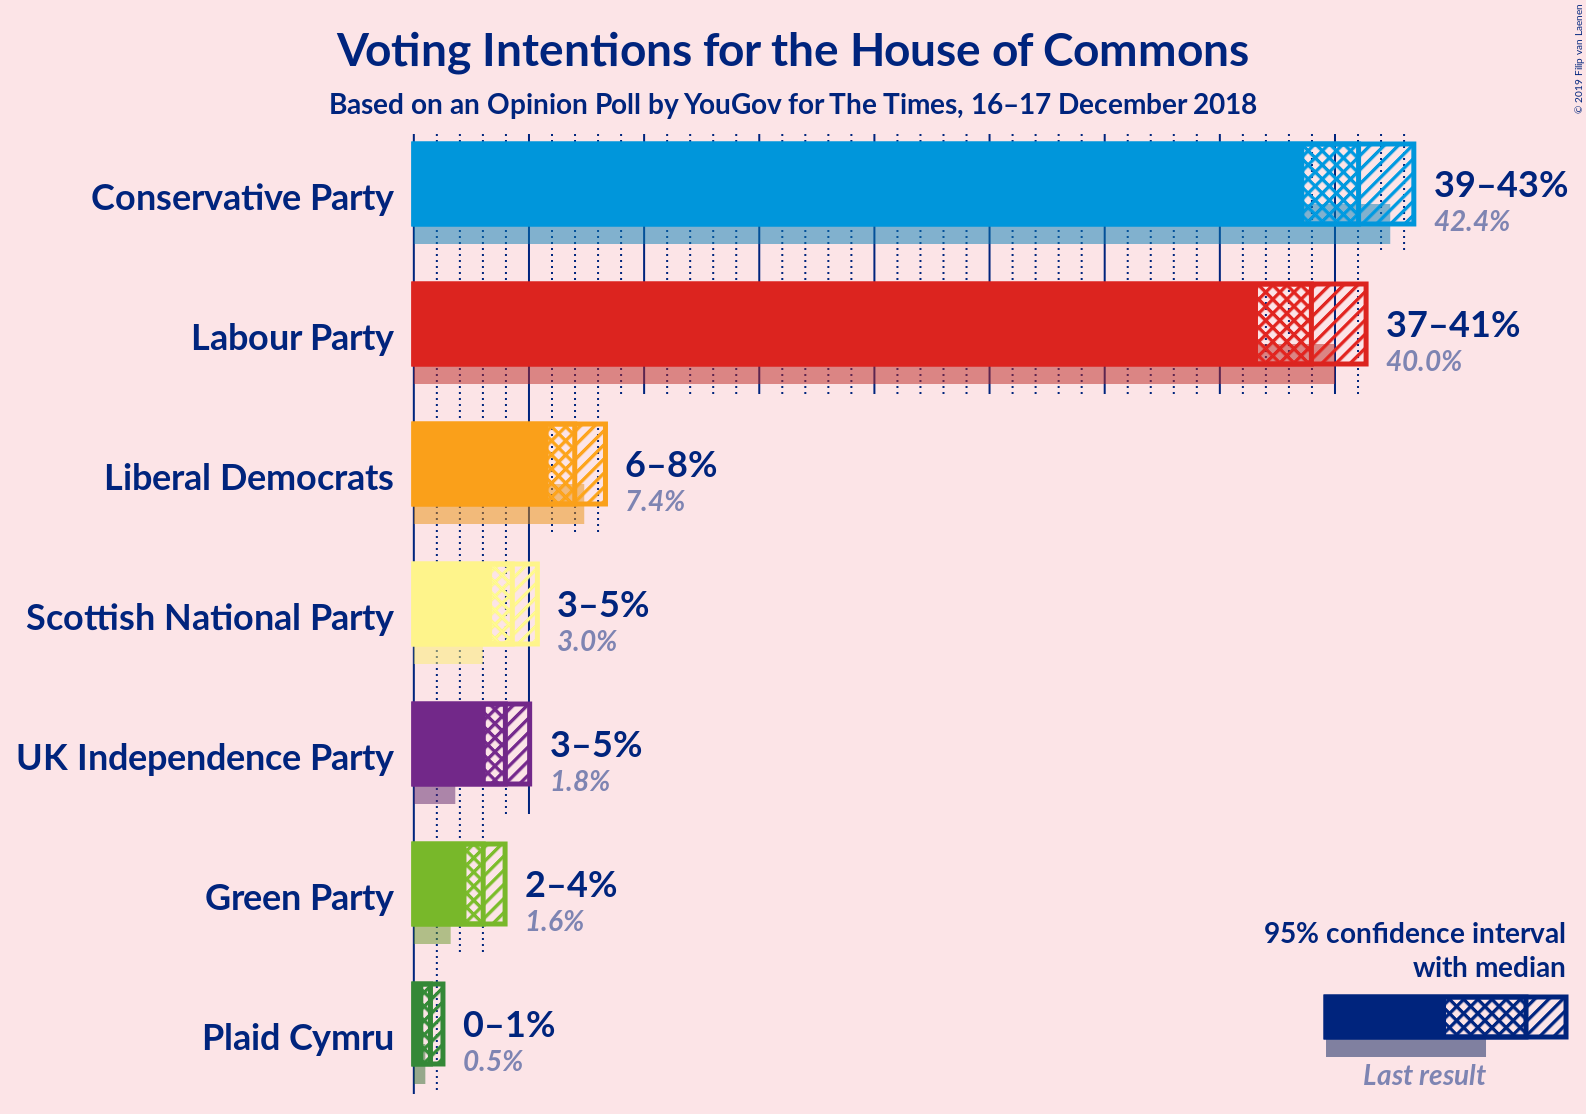 Voting Intentions for the House of Commons
Based on an Opinion Poll by YouGov for The Times, 16–17 December 2018
© 2019 Filip van Laenen
Conservative Party
39–43%
42.4%
Labour Party
37–41%
40.0%
Liberal Democrats
6–8%
7.4%
Scottish National Party
3–5%
3.0%
UK Independence Party
3–5%
1.8%
Green Party
2–4%
1.6%
Plaid Cymru
0–1%
0.5%
95% confidence interval
with median
Last result